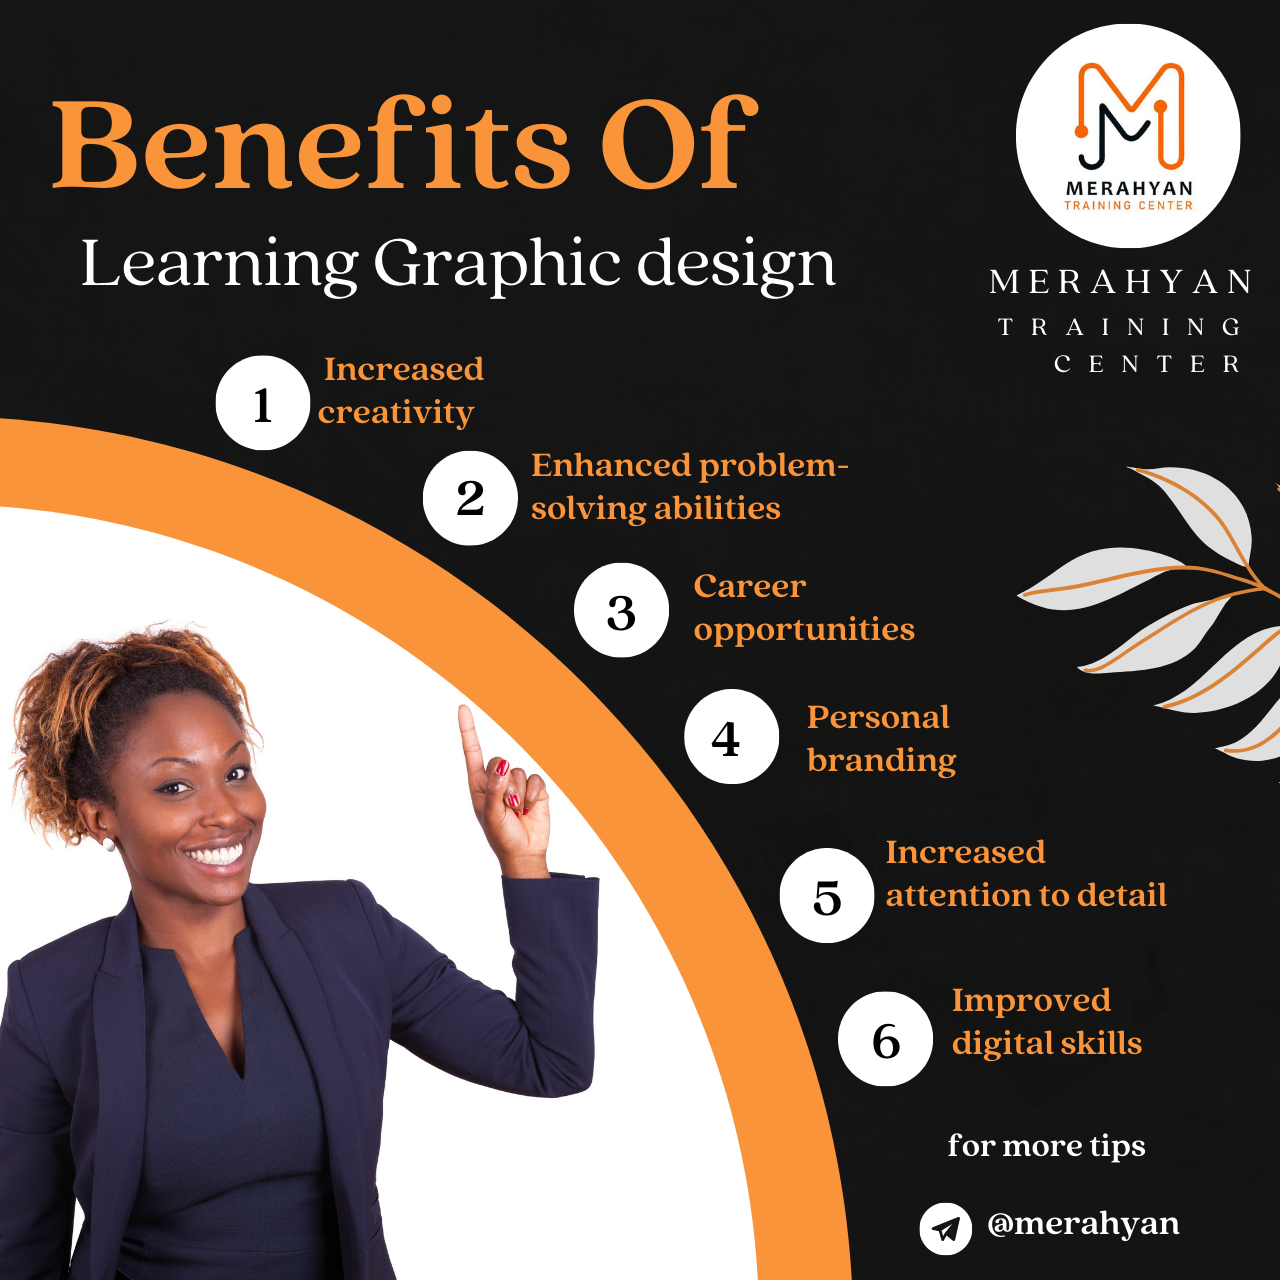 Benefits Of
Learning Graphic design
MERAHYAN
TRAINING CENTER
MERAHYAN
TRAINING
CENTER
1
Increased
creativity
2
Enhanced problem-
solving abilities
3
Career
opportunities
4
Personal
branding
5
Increased
attention to detail
6
Improved
digital skills
for more tips
@merahyan